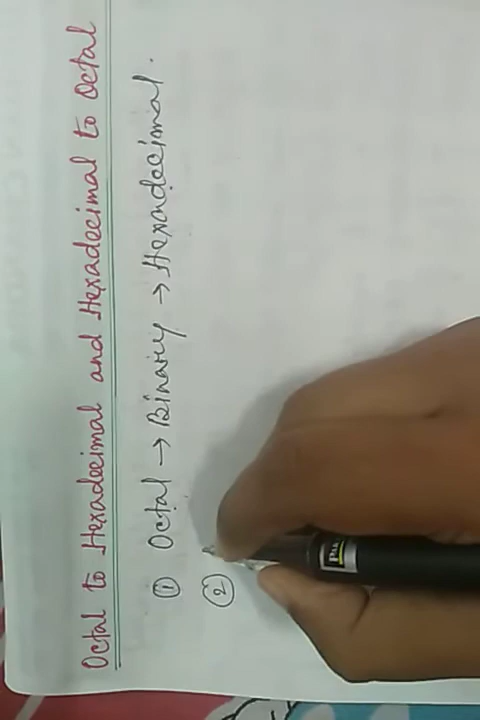 Octal to Hexadecimal and Hexadecimal to Octal
① Octal → Binary → Hexadecimal.
②